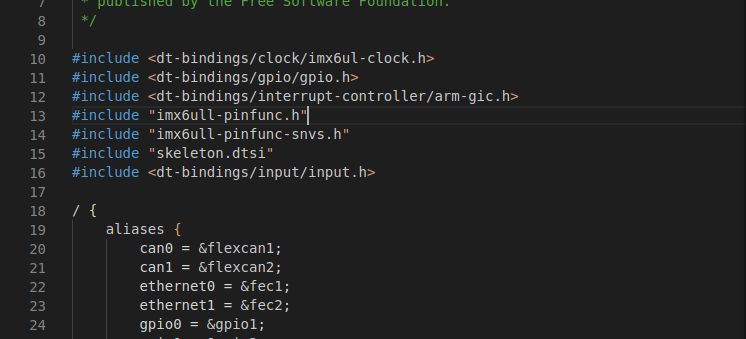 7 * published by the Free Software Foundation.
8 */
9
10 #include <dt-bindings/clock/imx6ul-clock.h>
11 #include <dt-bindings/gpio/gpio.h>
12 #include <dt-bindings/interrupt-controller/arm-gic.h>
13 #include "imx6ull-pinfunc.h"
14 #include "imx6ull-pinfunc-snvs.h"
15 #include "skeleton.dtsi"
16 #include <dt-bindings/input/input.h>
17
18 / {
19 aliases {
20 can0 = &flexcan1;
21 can1 = &flexcan2;
22 ethernet0 = &fec1;
23 ethernet1 = &fec2;
24 gpio0 = &gpio1;